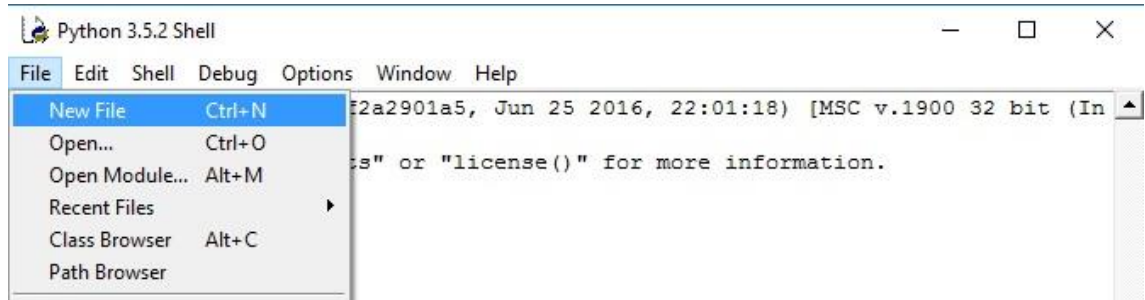 Python 3.5.2 Shell
File Edit Shell Debug Options Window Help
New File Ctrl+N
f2a2901a5, Jun 25 2016, 22:01:18) [MSC v.1900 32 bit (In
Open... Ctrl+O
s" or "license()" for more information.
Open Module... Alt+M
Recent Files
Class Browser Alt+C
Path Browser